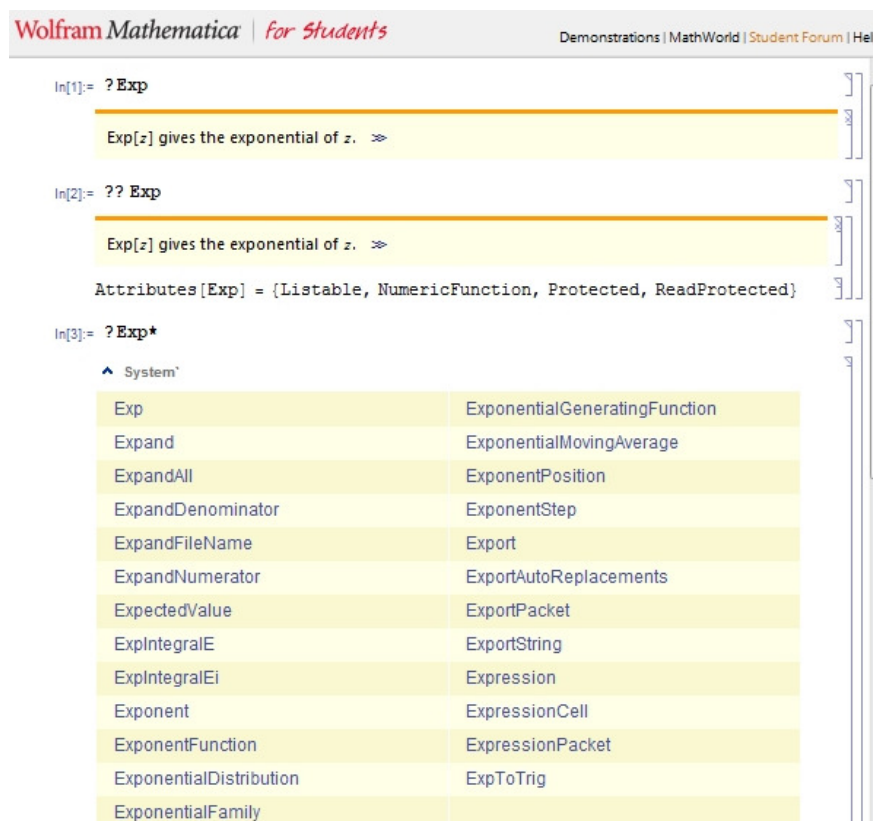 Wolfram Mathematica | for Students
Demonstrations | MathWorld | Student Forum | Hel
In[1]:= ? Exp
Exp[z] gives the exponential of z. ≫
In[2]:= ?? Exp
Exp[z] gives the exponential of z. ≫
Attributes[Exp] = {Listable, NumericFunction, Protected, ReadProtected}
In[3]:= ? Exp*
System`
Exp ExponentialGeneratingFunction
Expand ExponentialMovingAverage
ExpandAll ExponentPosition
ExpandDenominator ExponentStep
ExpandFileName Export
ExpandNumerator ExportAutoReplacements
ExpectedValue ExportPacket
ExpIntegralE ExportString
ExpIntegralEi Expression
Exponent ExpressionCell
ExponentFunction ExpressionPacket
ExponentialDistribution ExpToTrig
ExponentialFamily